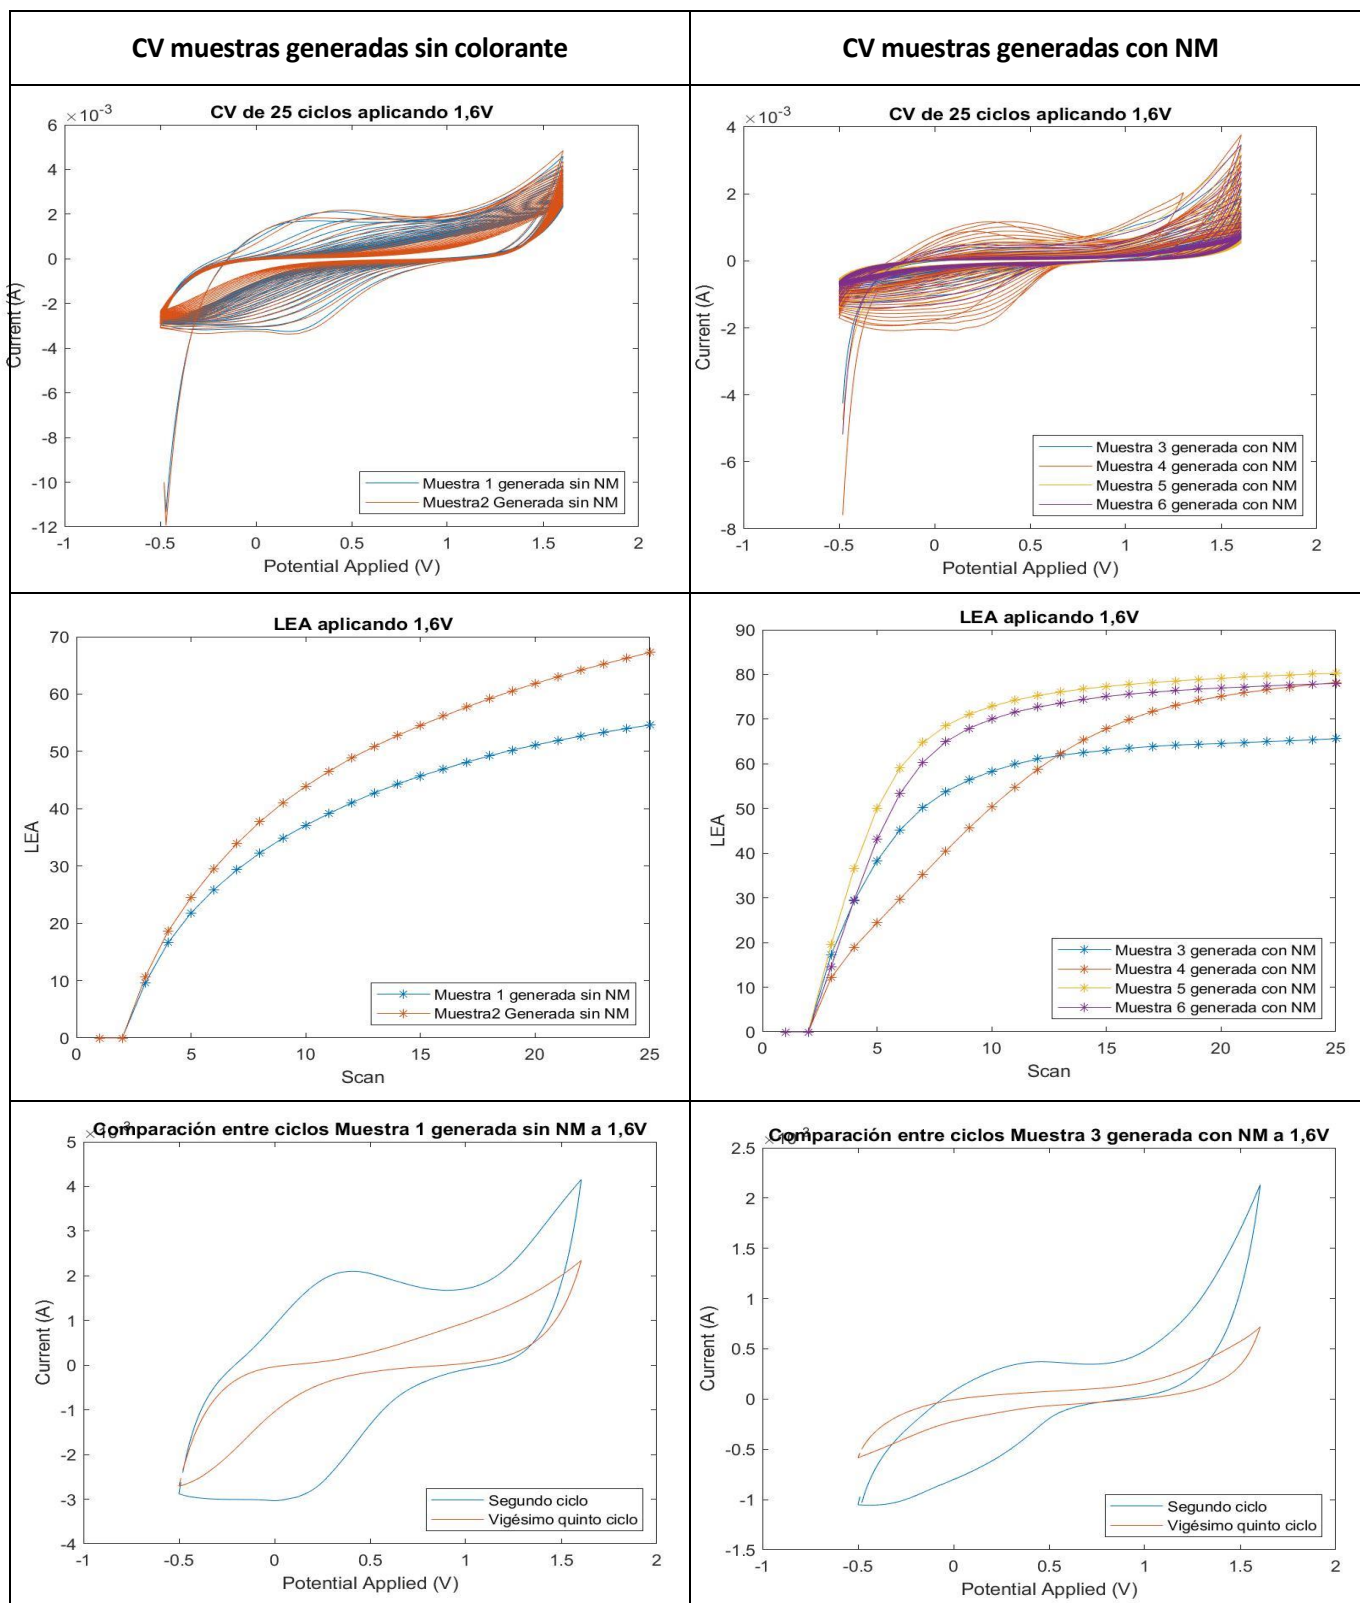 CV muestras generadas sin colorante
CV muestras generadas con NM
CV de 25 ciclos aplicando 1,6V
×10-3
6
4
2
0
-2
-4
-6
-8
-10
-12
-1
-0.5
0
0.5
1
1.5
2
Current (A)
Potential Applied (V)
Muestra 1 generada sin NM
Muestra2 Generada sin NM
CV de 25 ciclos aplicando 1,6V
×10-3
4
2
0
-2
-4
-6
-8
-1
-0.5
0
0.5
1
1.5
2
Current (A)
Potential Applied (V)
Muestra 3 generada con NM
Muestra 4 generada con NM
Muestra 5 generada con NM
Muestra 6 generada con NM
LEA aplicando 1,6V
70
60
50
40
30
20
10
0
0
5
10
15
20
25
LEA
Scan
Muestra 1 generada sin NM
Muestra2 Generada sin NM
LEA aplicando 1,6V
90
80
70
60
50
40
30
20
10
0
0
5
10
15
20
25
LEA
Scan
Muestra 3 generada con NM
Muestra 4 generada con NM
Muestra 5 generada con NM
Muestra 6 generada con NM
Comparación entre ciclos Muestra 1 generada sin NM a 1,6V
×10-3
5
4
3
2
1
0
-1
-2
-3
-4
-1
-0.5
0
0.5
1
1.5
2
Current (A)
Potential Applied (V)
Segundo ciclo
Vigésimo quinto ciclo
Comparación entre ciclos Muestra 3 generada con NM a 1,6V
×10-3
2.5
2
1.5
1
0.5
0
-0.5
-1
-1.5
-1
-0.5
0
0.5
1
1.5
2
Current (A)
Potential Applied (V)
Segundo ciclo
Vigésimo quinto ciclo